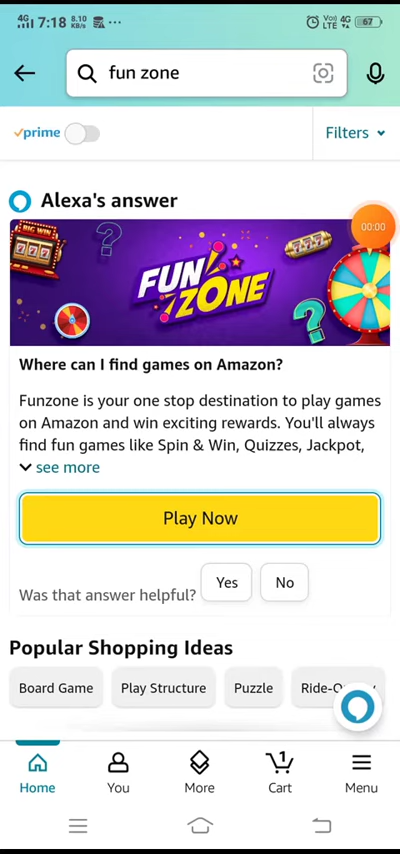 4G 7:18 8.10 KB/s ... Vo) LTE 4G 67
fun zone
prime
Filters
Alexa's answer
BIG WIN
FUN
ZONE
00:00
Where can I find games on Amazon?
Funzone is your one stop destination to play games
on Amazon and win exciting rewards. You'll always
find fun games like Spin & Win, Quizzes, Jackpot,
see more
Play Now
Was that answer helpful? Yes No
Popular Shopping Ideas
Board Game Play Structure Puzzle
Home You More 1 Cart Menu